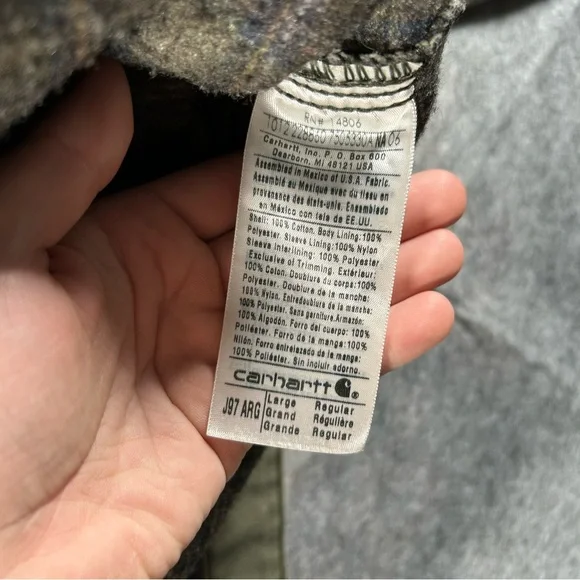 RN# 14806
Carhartt, Inc. P. O. Box 600
Dearborn, MI 48121 USA
Assembled in Mexico of U.S.A. Fabric.
Assemblé au Mexique avec du tissu en
provenance des états-unis. Ensamblado
en México con tela de EE.UU.
Shell: 100% Cotton. Body Lining:100%
Polyester. Sleeve Lining:100% Nylon
Sleeve Interlining: 100% Polyester
Exclusive of Trimming. Extérieur:
100% Coton. Doublure du corps:100%
Polyester. Doublure de la manche:
100% Nylon. Entredoublure de la manche:
100% Polyester. Sans garniture. Armazón:
100% Algodón. Forro del cuerpo: 100%
Poliéster. Forro de la manga:100%
Nilón. Forro entrelazado de la manga:
100% Poliéster. Sin incluir adorno.
carhartt
J97 ARG Large Regular
Grand Régulière
Grande Regular